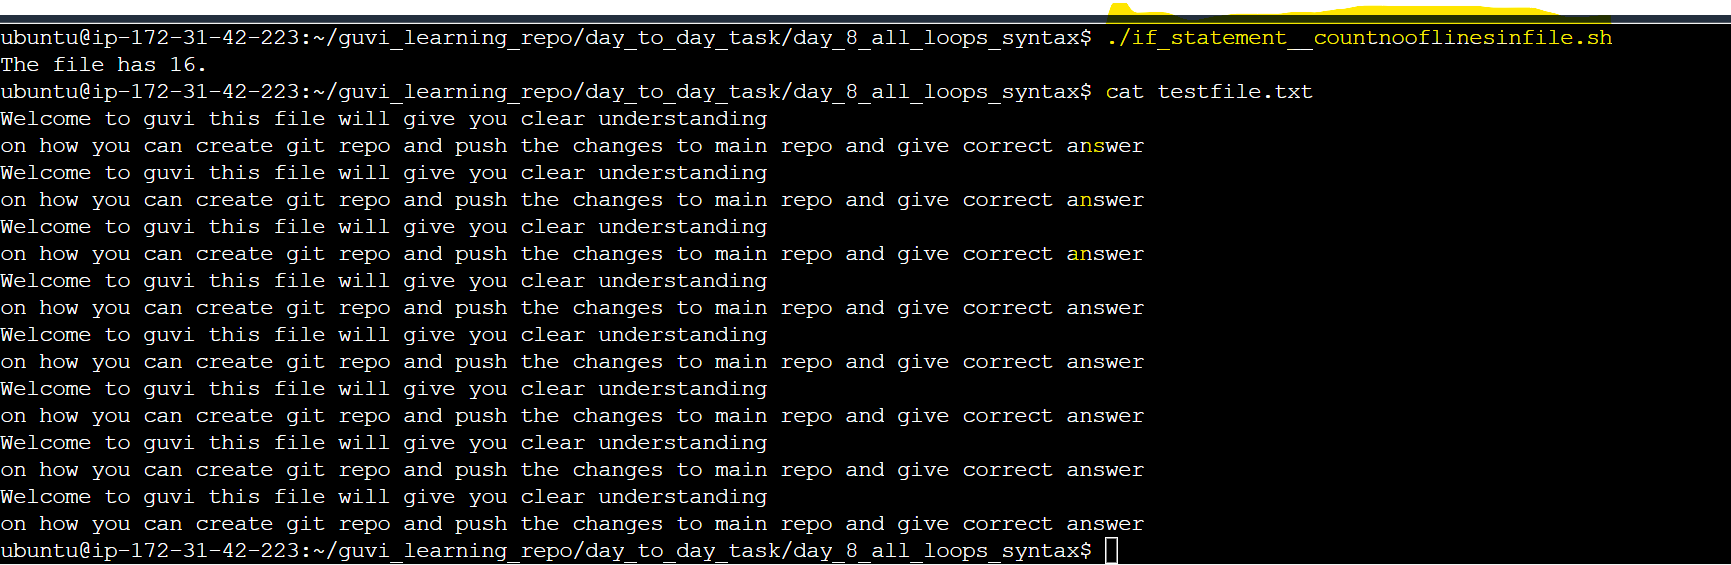 ubuntu@ip-172-31-42-223:~/guvi_learning_repo/day_to_day_task/day_8_all_loops_syntax$ ./if_statement__countnooflinesinfile.sh
The file has 16.
ubuntu@ip-172-31-42-223:~/guvi_learning_repo/day_to_day_task/day_8_all_loops_syntax$ cat testfile.txt
Welcome to guvi this file will give you clear understanding
on how you can create git repo and push the changes to main repo and give correct answer
Welcome to guvi this file will give you clear understanding
on how you can create git repo and push the changes to main repo and give correct answer
Welcome to guvi this file will give you clear understanding
on how you can create git repo and push the changes to main repo and give correct answer
Welcome to guvi this file will give you clear understanding
on how you can create git repo and push the changes to main repo and give correct answer
Welcome to guvi this file will give you clear understanding
on how you can create git repo and push the changes to main repo and give correct answer
Welcome to guvi this file will give you clear understanding
on how you can create git repo and push the changes to main repo and give correct answer
Welcome to guvi this file will give you clear understanding
on how you can create git repo and push the changes to main repo and give correct answer
Welcome to guvi this file will give you clear understanding
on how you can create git repo and push the changes to main repo and give correct answer
ubuntu@ip-172-31-42-223:~/guvi_learning_repo/day_to_day_task/day_8_all_loops_syntax$